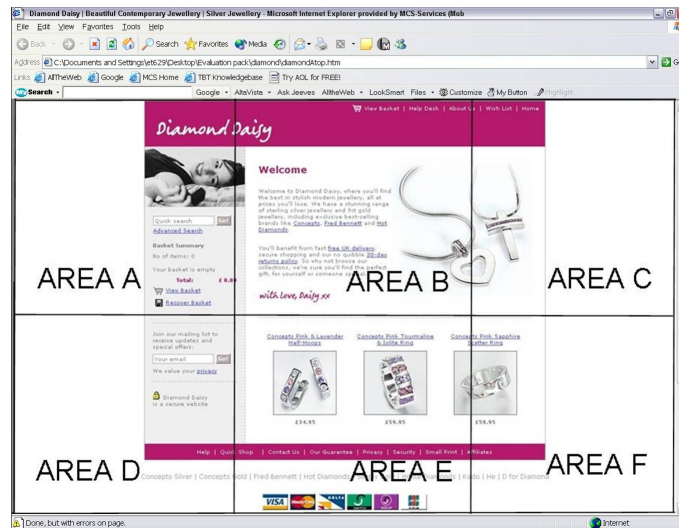 Diamond Daisy | Beautiful Contemporary Jewellery | Silver Jewellery - Microsoft Internet Explorer provided by MCS-Services (Mob
File Edit View Favorites Tools Help
Back Search Favorites Media
Address C:\Documents and Settings\et629\Desktop\Evaluation pack\diamond\diamondAtop.htm
Links AllTheWeb Google MCS Home TBT Knowledgebase Try AOL for FREE!
My Search Google AltaVista Ask Jeeves AlltheWeb LookSmart Files Customize My Button Highlight
View Basket | Help Desk | About Us | Wish List | Home
Diamond Daisy
Welcome
Welcome to Diamond Daisy, where you'll find
the best in stylish modern jewellery, all at
prices you'll love. We have a stunning range
of sterling silver jewellery and 9ct gold
jewellery, including exclusive best-selling
brands like Concepts, Fred Bennett and Hot
Diamonds.
You'll benefit from fast free UK delivery,
secure shopping and our no quibble 30-day
returns policy. So why not browse our
collections, we're sure you'll find the perfect
gift, for yourself or someone
with love, Daisy xx
Quick search Go!
Advanced Search
Basket Summary
No of items: 0
Your basket is empty
Total: £ 0.00
View Basket
Recover Basket
AREA A
AREA B
AREA C
Join our mailing list to
receive updates and
special offers:
Your email Go!
We value your privacy
Diamond Daisy
is a secure website
Concepts Pink & Lavender
Half-Hoops
£34.95
Concepts Pink Tourmaline
& Iolite Ring
£59.95
Concepts Pink Sapphire
Scatter Ring
£59.95
Help | Quick Shop | Contact Us | Our Guarantee | Privacy | Security | Small Print | Affiliates
AREA D
AREA E
AREA F
Concepts Silver | Concepts Gold | Fred Bennett | Hot Diamonds | Kado | He | D for Diamond
VISA MasterCard DELTA SOLO
Done, but with errors on page. Internet